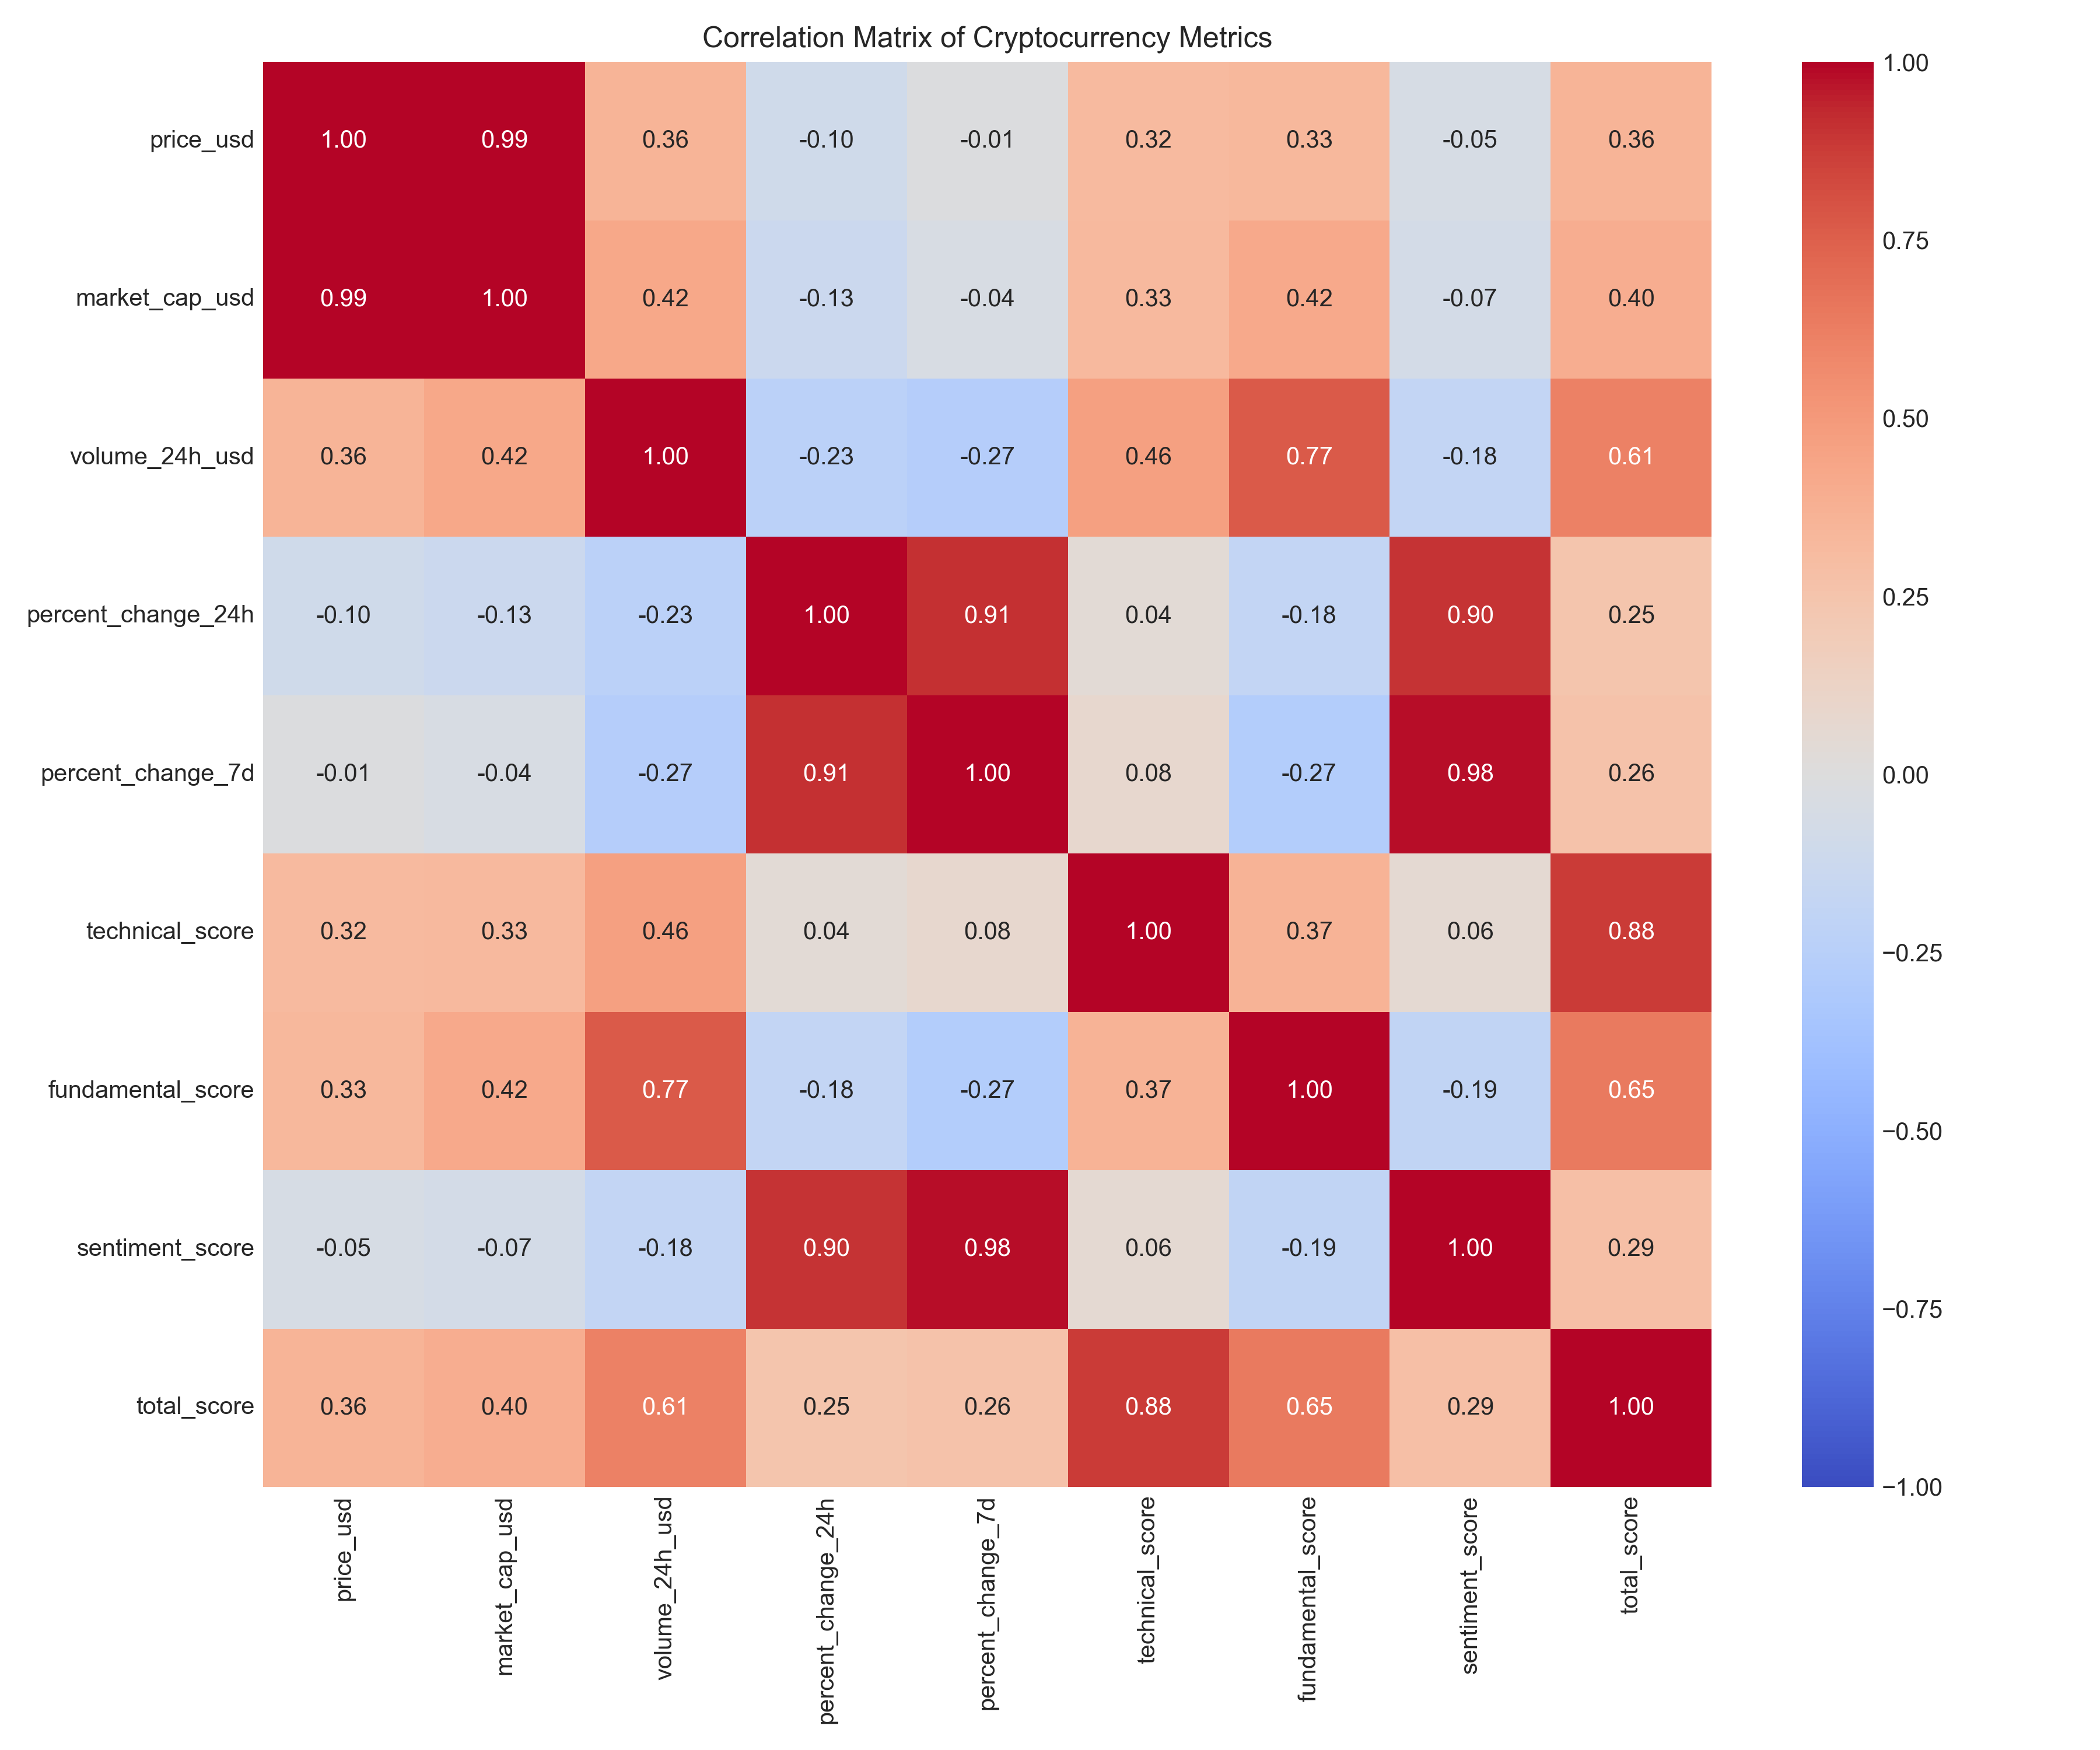 Correlation Matrix of Cryptocurrency Metrics
price_usd 1.00 0.99 0.36 -0.10 -0.01 0.32 0.33 -0.05 0.36
market_cap_usd 0.99 1.00 0.42 -0.13 -0.04 0.33 0.42 -0.07 0.40
volume_24h_usd 0.36 0.42 1.00 -0.23 -0.27 0.46 0.77 -0.18 0.61
percent_change_24h -0.10 -0.13 -0.23 1.00 0.91 0.04 -0.18 0.90 0.25
percent_change_7d -0.01 -0.04 -0.27 0.91 1.00 0.08 -0.27 0.98 0.26
technical_score 0.32 0.33 0.46 0.04 0.08 1.00 0.37 0.06 0.88
fundamental_score 0.33 0.42 0.77 -0.18 -0.27 0.37 1.00 -0.19 0.65
sentiment_score -0.05 -0.07 -0.18 0.90 0.98 0.06 -0.19 1.00 0.29
total_score 0.36 0.40 0.61 0.25 0.26 0.88 0.65 0.29 1.00
price_usd
market_cap_usd
volume_24h_usd
percent_change_24h
percent_change_7d
technical_score
fundamental_score
sentiment_score
total_score
1.00
0.75
0.50
0.25
0.00
−0.25
−0.50
−0.75
−1.00